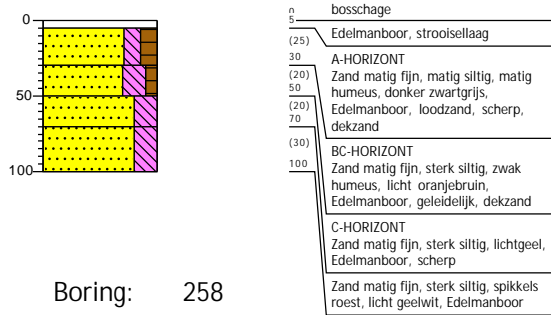 0
50
100
0
5
(25)
30
(20)
50
(20)
70
(30)
100
bosschage
Edelmanboor, strooisellaag
A-HORIZONT
Zand matig fijn, matig siltig, matig
humeus, donker zwartgrijs,
Edelmanboor, loodzand, scherp,
dekzand
BC-HORIZONT
Zand matig fijn, sterk siltig, zwak
humeus, licht oranjebruin,
Edelmanboor, geleidelijk, dekzand
C-HORIZONT
Zand matig fijn, sterk siltig, lichtgeel,
Edelmanboor, scherp
Zand matig fijn, sterk siltig, spikkels
roest, licht geelwit, Edelmanboor
Boring: 258